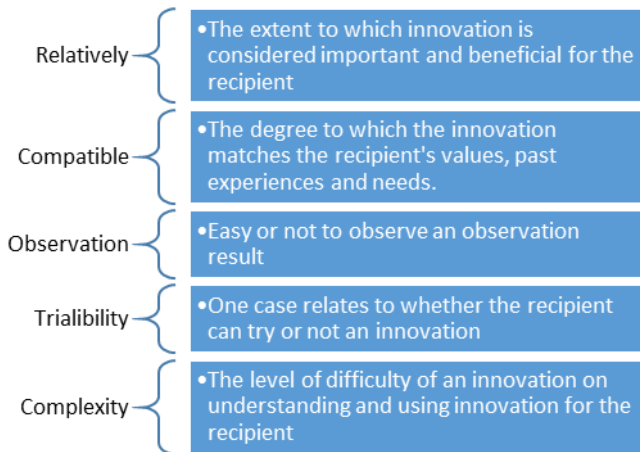 Relatively
•The extent to which innovation is
considered important and beneficial for the
recipient
Compatible
•The degree to which the innovation
matches the recipient's values, past
experiences and needs.
Observation
•Easy or not to observe an observation
result
Trialibility
•One case relates to whether the recipient
can try or not an innovation
Complexity
•The level of difficulty of an innovation on
understanding and using innovation for the
recipient